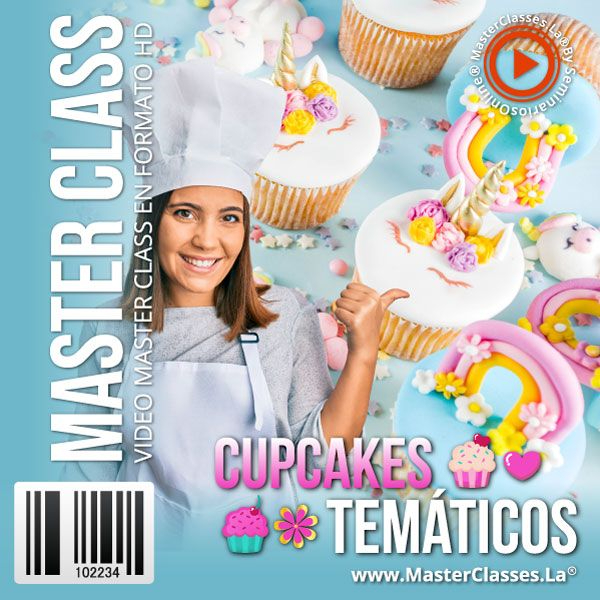 MASTER CLASS
VIDEO MASTER CLASS EN FORMATO HD
MasterClasses.La® By SeminariosOnline®
CUPCAKES
TEMÁTICOS
102234
www.MasterClasses.La®